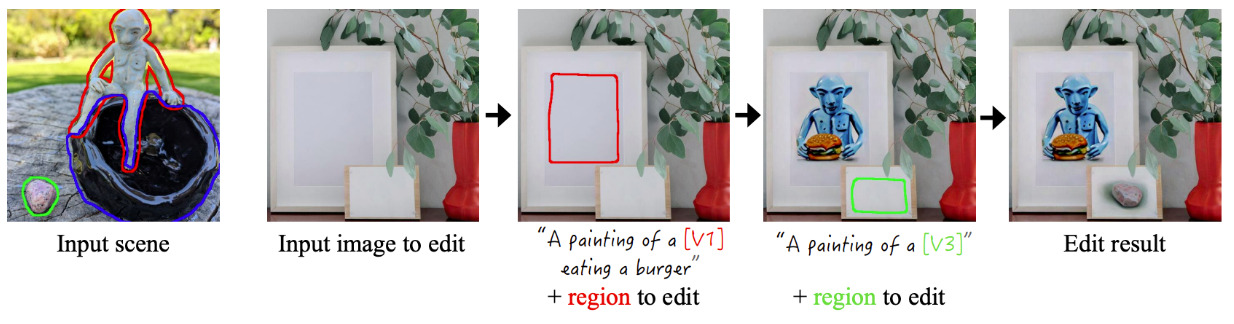 Input scene
Input image to edit
“A painting of a [V1]
eating a burger”
+ region to edit
“A painting of a [V3]”
+ region to edit
Edit result